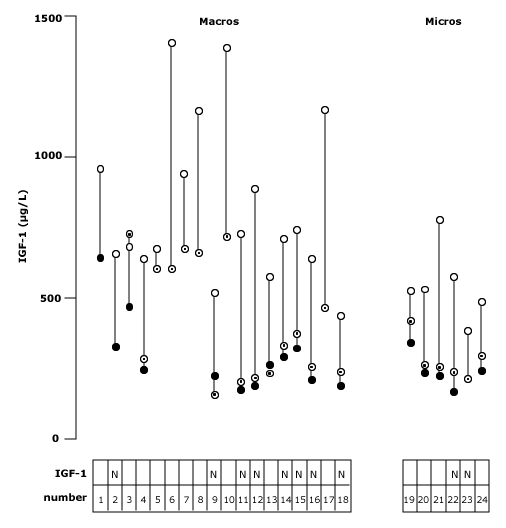 Macros Micros
1500
1000
500
0
IGF-1 (µg/L)
IGF-1 N N N N N N N N N N
number 1 2 3 4 5 6 7 8 9 10 11 12 13 14 15 16 17 18 19 20 21 22 23 24